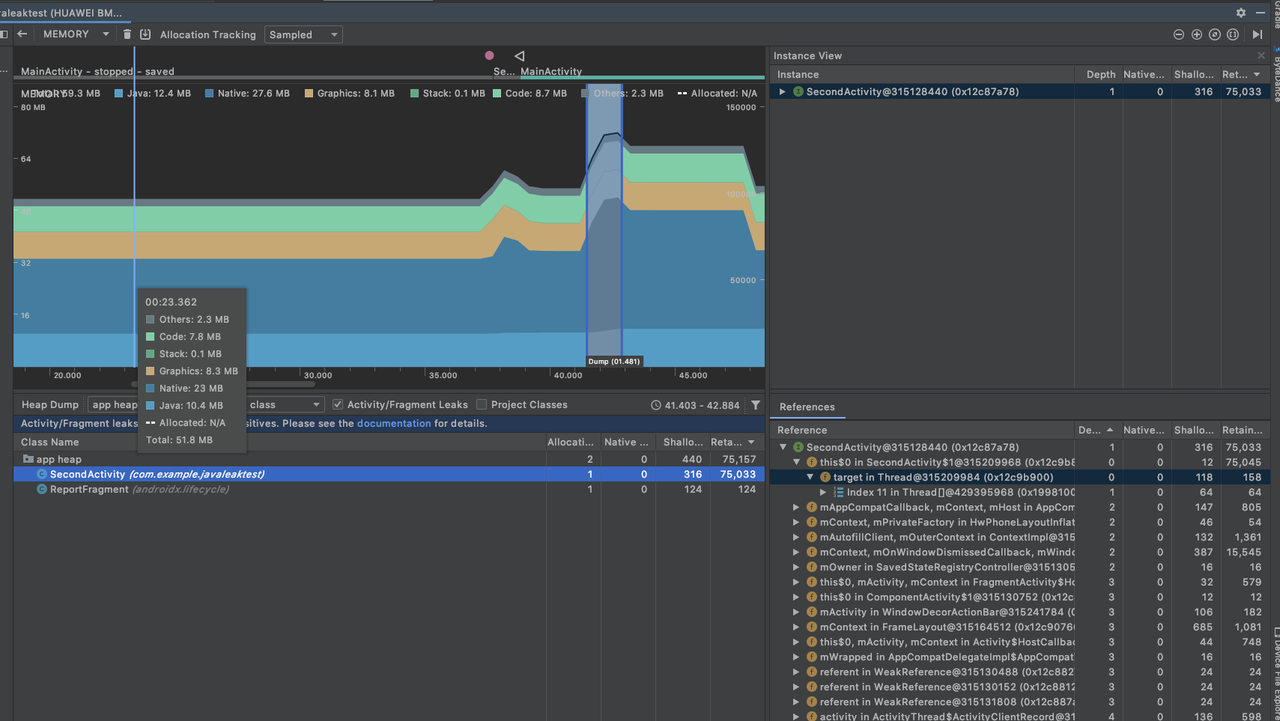 valeaktest (HUAWEI BM...
MEMORY
Allocation Tracking
Sampled
MainActivity - stopped - saved
Se...
MainActivity
MEMORY
59.3 MB
Java: 12.4 MB
Native: 27.6 MB
Graphics: 8.1 MB
Stack: 0.1 MB
Code: 8.7 MB
Others: 2.3 MB
Allocated: N/A
80 MB
150000
64
32
50000
16
00:23.362
Others: 2.3 MB
Code: 7.8 MB
Stack: 0.1 MB
Graphics: 8.3 MB
Native: 23 MB
Java: 10.4 MB
Allocated: N/A
Total: 51.8 MB
Dump (01.481)
20.000
30.000
35.000
40.000
45.000
Heap Dump
app heap
class
Activity/Fragment Leaks
Project Classes
41.403 - 42.884
Activity/Fragment leaks
sitives. Please see the documentation for details.
Class Name Allocati... Native ... Shallo... Reta...
app heap 2 0 440 75,157
SecondActivity (com.example.javaleaktest) 1 0 316 75,033
ReportFragment (androidx.lifecycle) 1 0 124 124
Instance View
Instance Depth Native... Shallo... Ret...
SecondActivity@315128440 (0x12c87a78) 1 0 316 75,033
References
Reference De... Native... Shallo... Retain...
SecondActivity@315128440 (0x12c87a78) 1 0 316 75,033
this$0 in SecondActivity$1@315209968 (0x12c9b8 0 0 12 75,045
target in Thread@315209984 (0x12c9b900) 0 0 118 158
Index 11 in Thread[]@429395968 (0x1998100 0 0 64 64
mAppCompatCallback, mContext, mHost in AppCom 2 0 147 805
mContext, mPrivateFactory in HwPhoneLayoutInflat 2 0 46 54
mAutofillClient, mOuterContext in ContextImpl@315 2 0 132 1,361
mContext, mOnWindowDismissedCallback, mWindo 2 0 387 15,545
mOwner in SavedStateRegistryController@3151305 2 0 16 16
this$0, mActivity, mContext in FragmentActivity$Ho 3 0 32 579
this$0 in ComponentActivity$1@315130752 (0x12c 3 0 12 12
mActivity in WindowDecorActionBar@315241784 (0 3 0 106 182
mContext in FrameLayout@315164512 (0x12c9076 3 0 685 1,081
this$0, mActivity, mContext in Activity$HostCallba 3 0 44 748
mWrapped in AppCompatDelegateImpl$AppCompat 3 0 16 16
referent in WeakReference@315130488 (0x12c882 3 0 24 24
referent in WeakReference@315130152 (0x12c8812 3 0 24 24
referent in WeakReference@315131808 (0x12c887 3 0 24 24
activity in ActivityThread$ActivityClientRecord@315 4 0 136 598